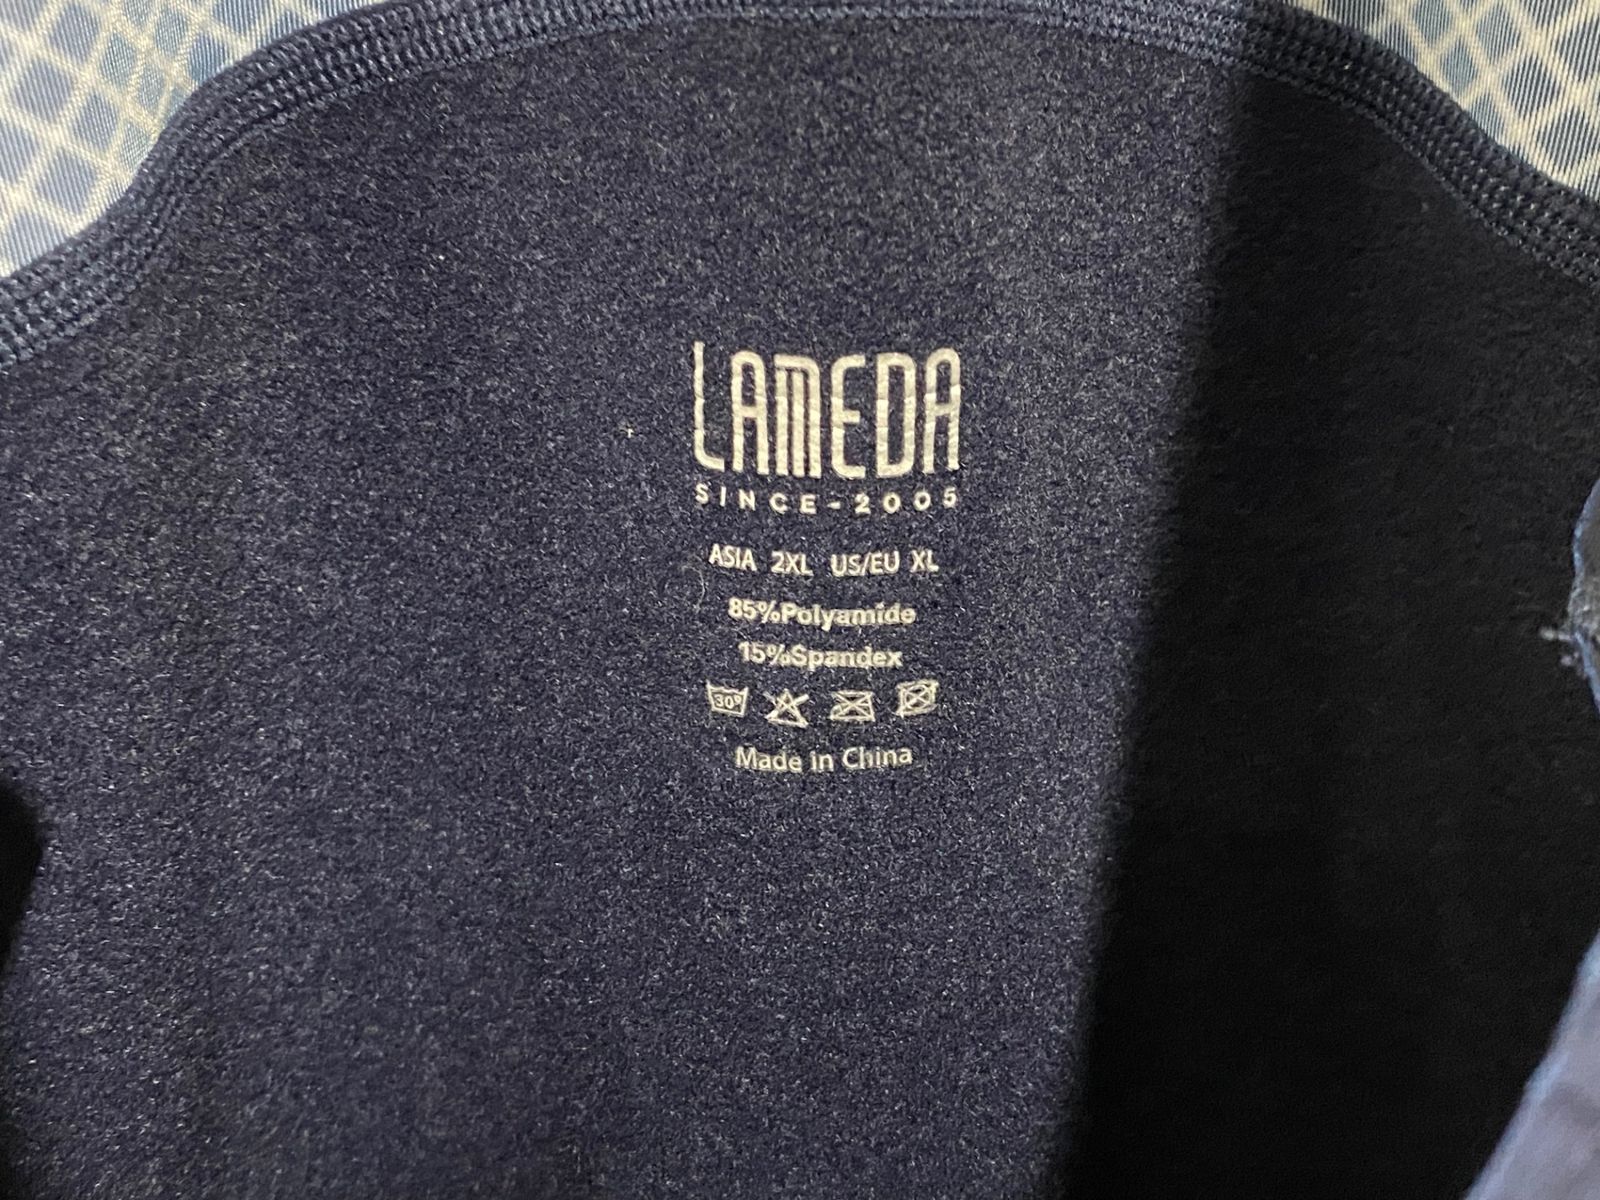 LAMEDA
SINCE-2005
ASIA 2XL US/EU XL
85%Polyamide
15%Spandex
30°
Made in China